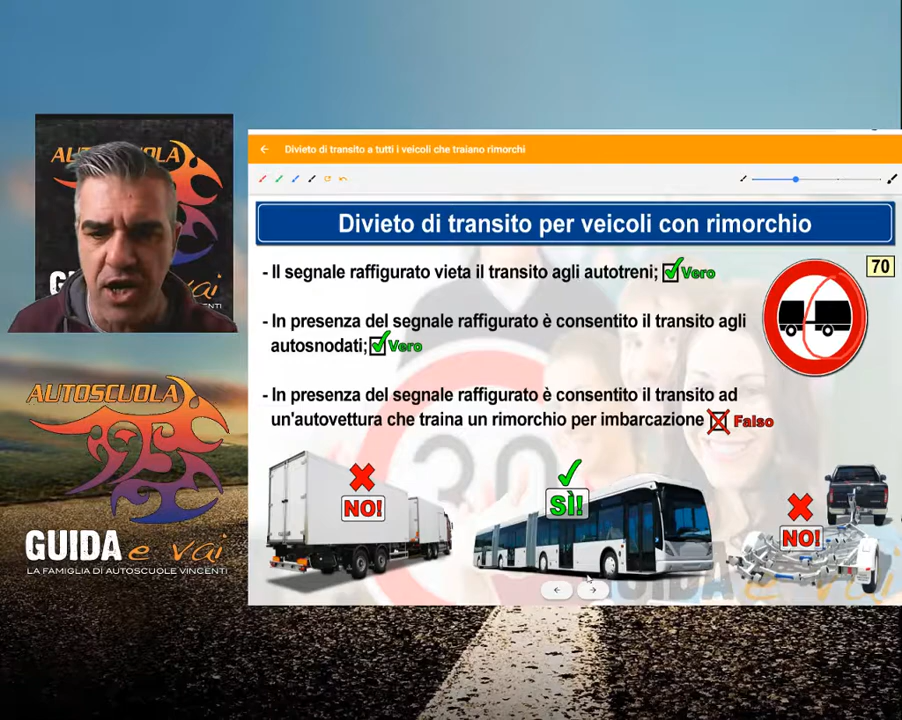 AUTOSCUOLA
GUIDA e vai
LA FAMIGLIA DI AUTOSCUOLE VINCENTI
Divieto di transito a tutti i veicoli che traiano rimorchi
Divieto di transito per veicoli con rimorchio
- Il segnale raffigurato vieta il transito agli autotreni; Vero
70
- In presenza del segnale raffigurato è consentito il transito agli
autosnodati; Vero
- In presenza del segnale raffigurato è consentito il transito ad
un'autovettura che traina un rimorchio per imbarcazione Falso
30
NO!
SÌ!
NO!
GUIDA e vai